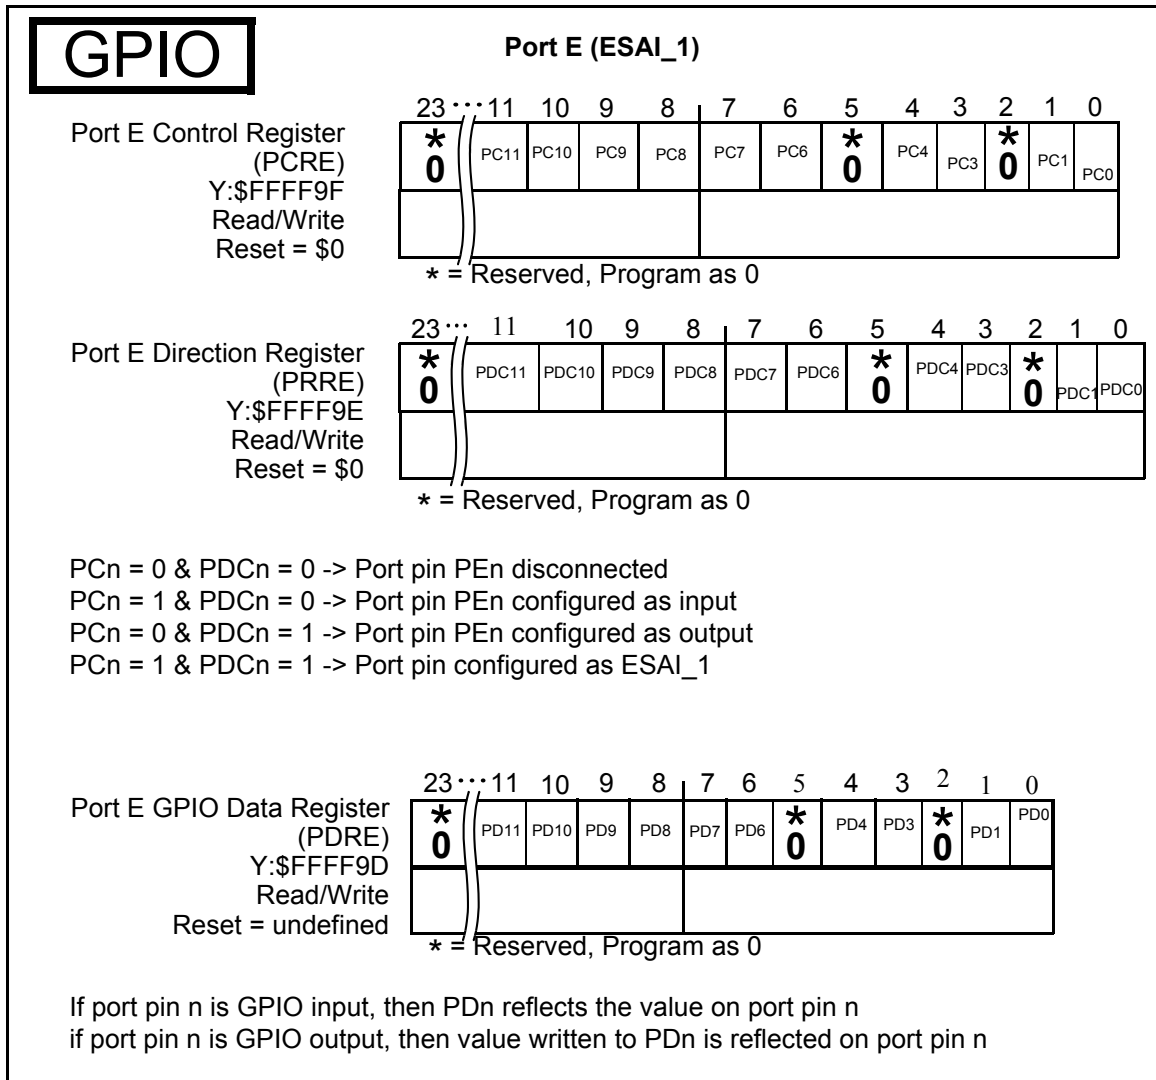 GPIO
Port E (ESAI_1)
23 ··· 11 10 9 8 7 6 5 4 3 2 1 0
Port E Control Register
(PCRE)
Y:$FFFF9F
Read/Write
Reset = $0
* PC11 PC10 PC9 PC8 PC7 PC6 * PC4 PC3 * PC1 PC0
0 0 0
* = Reserved, Program as 0
23 ··· 11 10 9 8 7 6 5 4 3 2 1 0
Port E Direction Register
(PRRE)
Y:$FFFF9E
Read/Write
Reset = $0
* PDC11 PDC10 PDC9 PDC8 PDC7 PDC6 * PDC4 PDC3 * PDC1 PDC0
0 0 0
* = Reserved, Program as 0
PCn = 0 & PDCn = 0 -> Port pin PEn disconnected
PCn = 1 & PDCn = 0 -> Port pin PEn configured as input
PCn = 0 & PDCn = 1 -> Port pin PEn configured as output
PCn = 1 & PDCn = 1 -> Port pin configured as ESAI_1
23 ··· 11 10 9 8 7 6 5 4 3 2 1 0
Port E GPIO Data Register
(PDRE)
Y:$FFFF9D
Read/Write
Reset = undefined
* PD11 PD10 PD9 PD8 PD7 PD6 * PD4 PD3 * PD1 PD0
0 0 0
* = Reserved, Program as 0
If port pin n is GPIO input, then PDn reflects the value on port pin n
if port pin n is GPIO output, then value written to PDn is reflected on port pin n